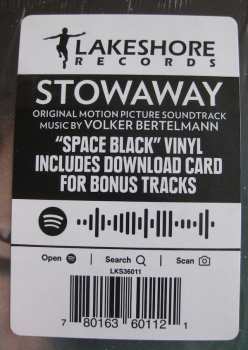 LAKESHORE
RECORDS
STOWAWAY
ORIGINAL MOTION PICTURE SOUNDTRACK
MUSIC BY VOLKER BERTELMANN
"SPACE BLACK" VINYL
INCLUDES DOWNLOAD CARD
FOR BONUS TRACKS
Open | Search | Scan
LKS36011
7 80163 60112 1